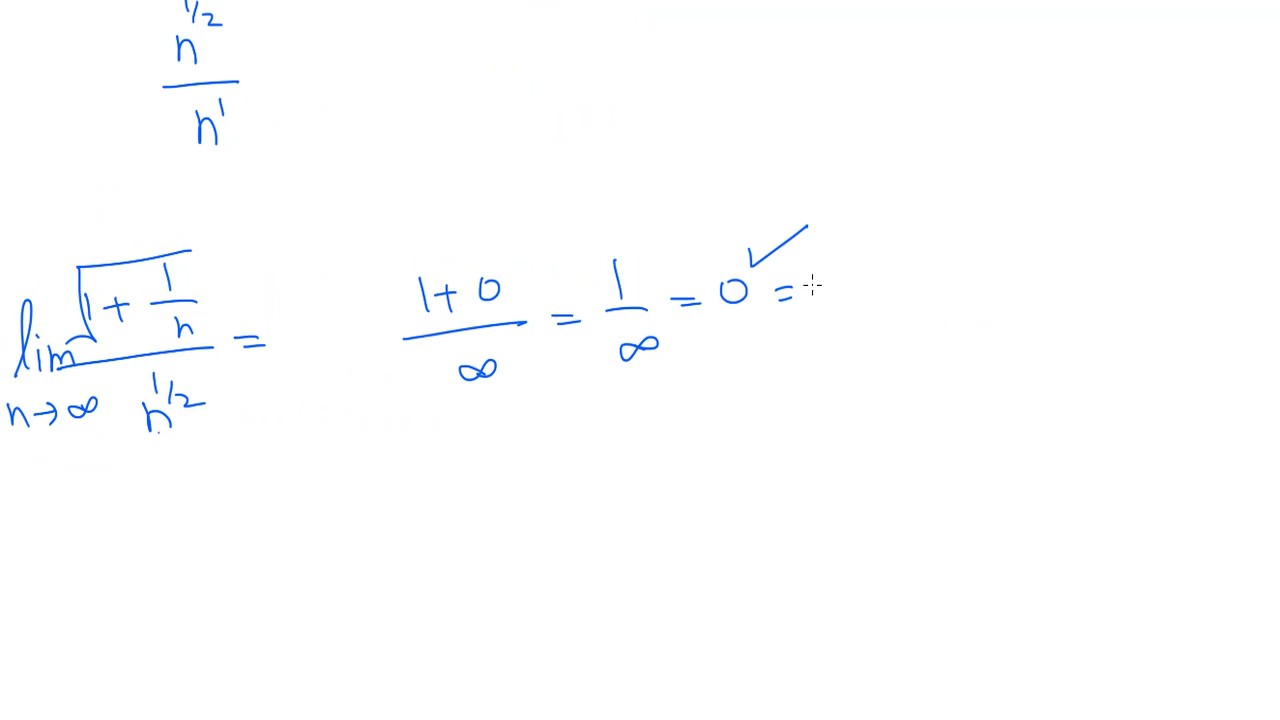 n^{1/2} / n^1
lim n→∞ √(1 + 1/n) / n^{1/2} = (1 + 0) / ∞ = 1 / ∞ = 0 ✓ =